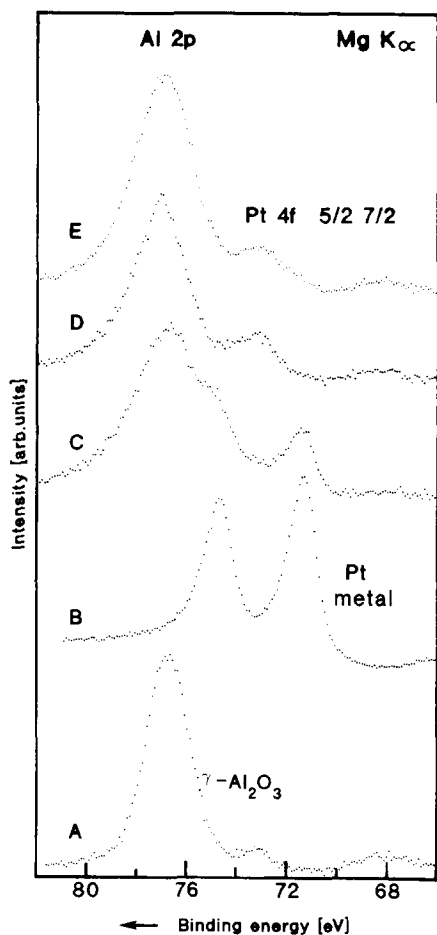 Al 2p Mg K∝
E
Pt 4f 5/2 7/2
D
C
B
Pt
metal
γ-Al₂O₃
A
80 76 72 68
← Binding energy [eV]
Intensity [arb.units]